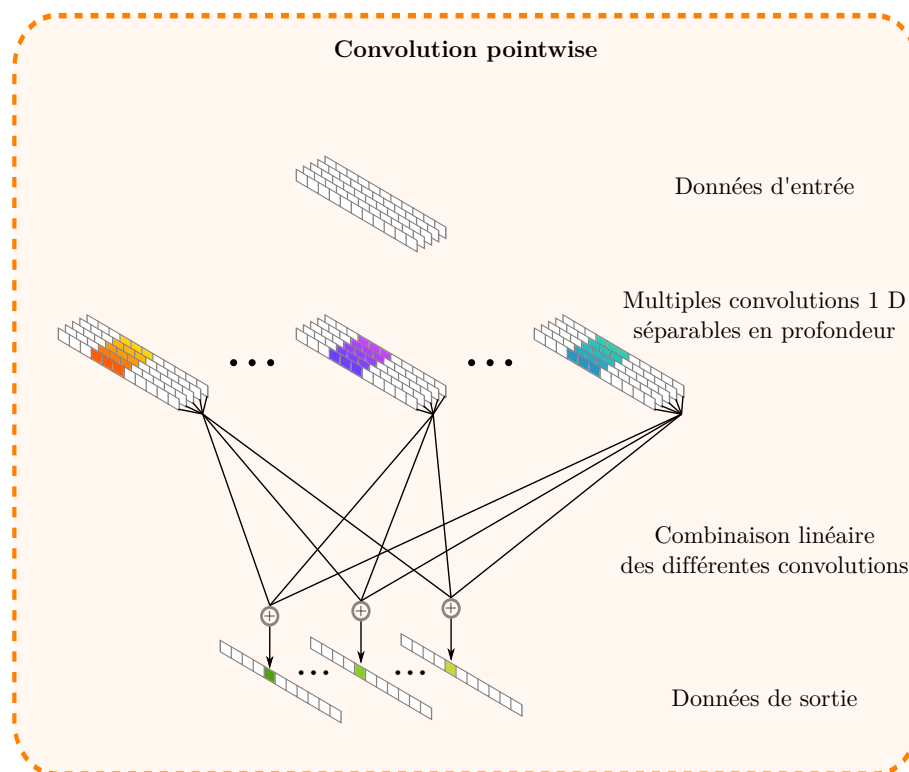 Convolution pointwise
Données d'entrée
Multiples convolutions 1 D
séparables en profondeur
Combinaison linéaire
des différentes convolutions
Données de sortie